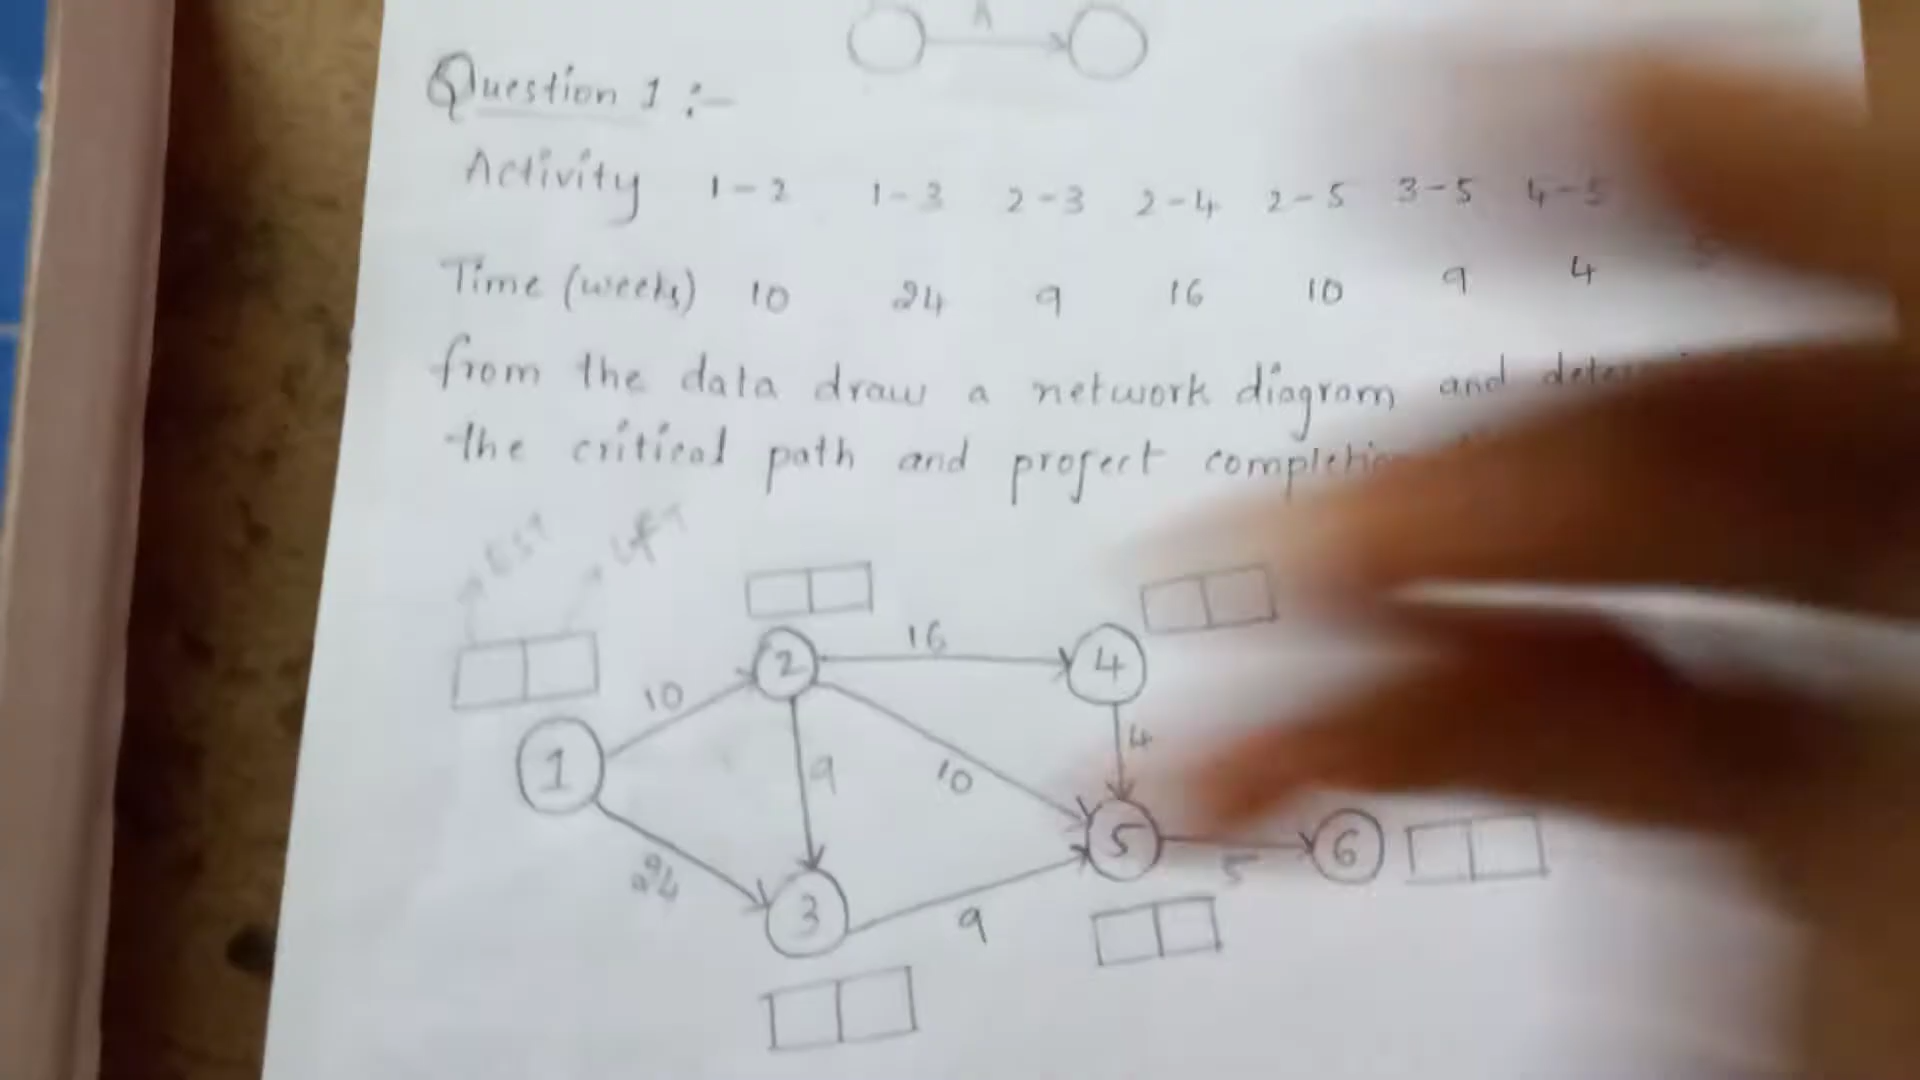 A
Question 1 :-
Activity 1-2 1-3 2-3 2-4 2-5 3-5 4-5
Time (weeks) 10 24 9 16 10 9 4
from the data draw a network diagram and
the critical path and project
EST LFT
2 16 4
10
1 9 10 4
5 6
24 5
3 9